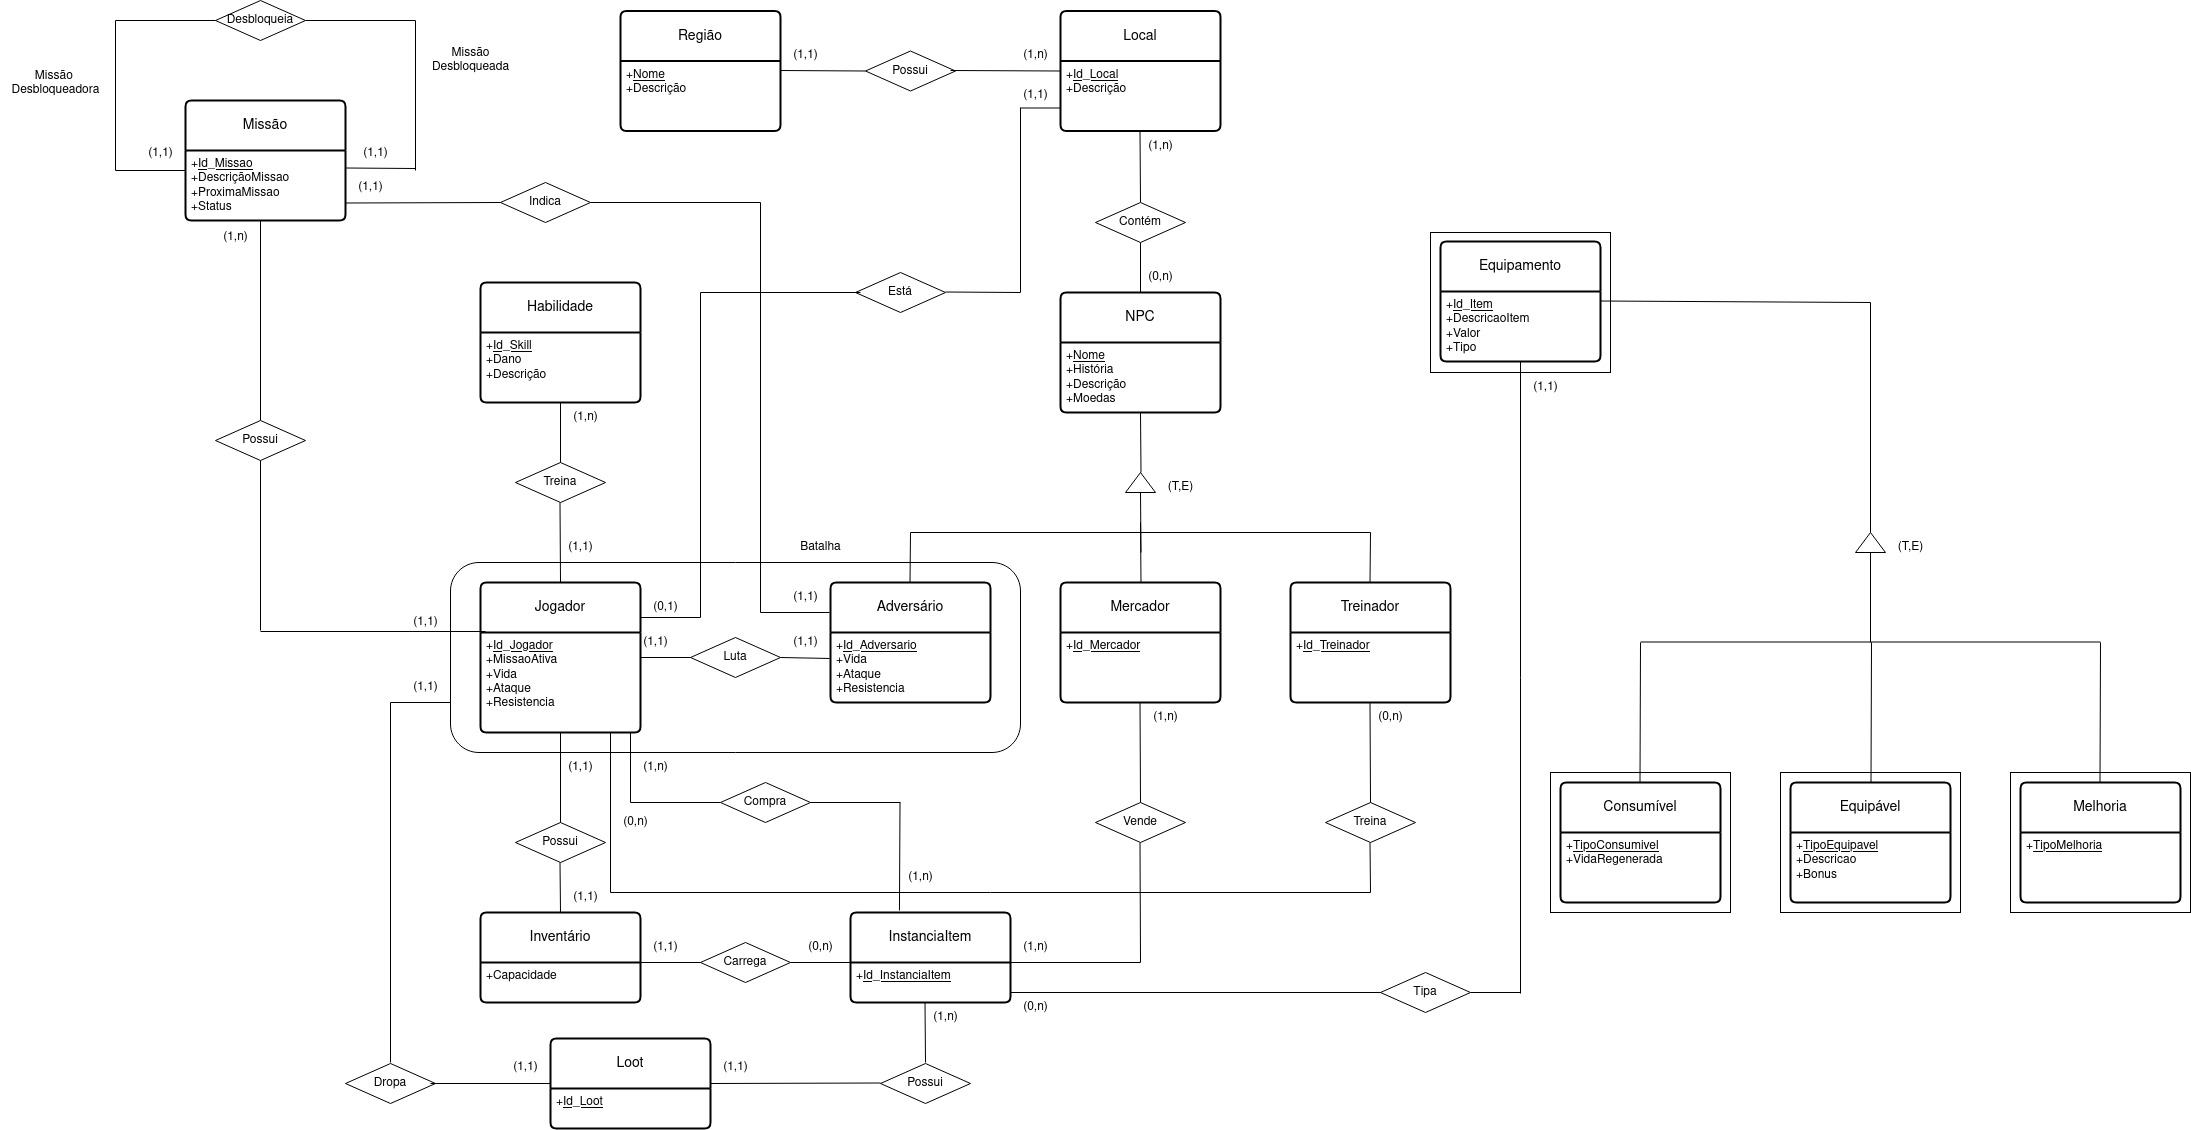 Desbloqueia
Missão
Desbloqueadora
Missão
Desbloqueada
Missão
+Id_Missao
+DescriçãoMissao
+ProximaMissao
+Status
(1,1)
(1,1)
(1,1)
(1,n)
Indica
Região
+Nome
+Descrição
(1,1)
Possui
(1,n)
Local
+Id_Local
+Descrição
(1,1)
(1,n)
Contém
(0,n)
Está
NPC
+Nome
+História
+Descrição
+Moedas
(T,E)
Equipamento
+Id_Item
+DescricaoItem
+Valor
+Tipo
(1,1)
(T,E)
Habilidade
+Id_Skill
+Dano
+Descrição
(1,n)
Treina
(1,1)
Possui
(1,1)
Batalha
Jogador
+Id_Jogador
+MissaoAtiva
+Vida
+Ataque
+Resistencia
(0,1)
(1,1)
Luta
(1,1)
(1,1)
Adversário
+Id_Adversario
+Vida
+Ataque
+Resistencia
Mercador
+Id_Mercador
(1,n)
Vende
Treinador
+Id_Treinador
(0,n)
Treina
Consumível
+TipoConsumivel
+VidaRegenerada
Equipável
+TipoEquipavel
+Descricao
+Bonus
Melhoria
+TipoMelhoria
(1,1)
(1,1)
(1,n)
Compra
(0,n)
Possui
(1,1)
(1,n)
Inventário
+Capacidade
(1,1)
Carrega
(0,n)
InstanciaItem
+Id_InstanciaItem
(1,n)
(0,n)
Tipa
(1,n)
Dropa
(1,1)
Loot
+Id_Loot
(1,1)
Possui